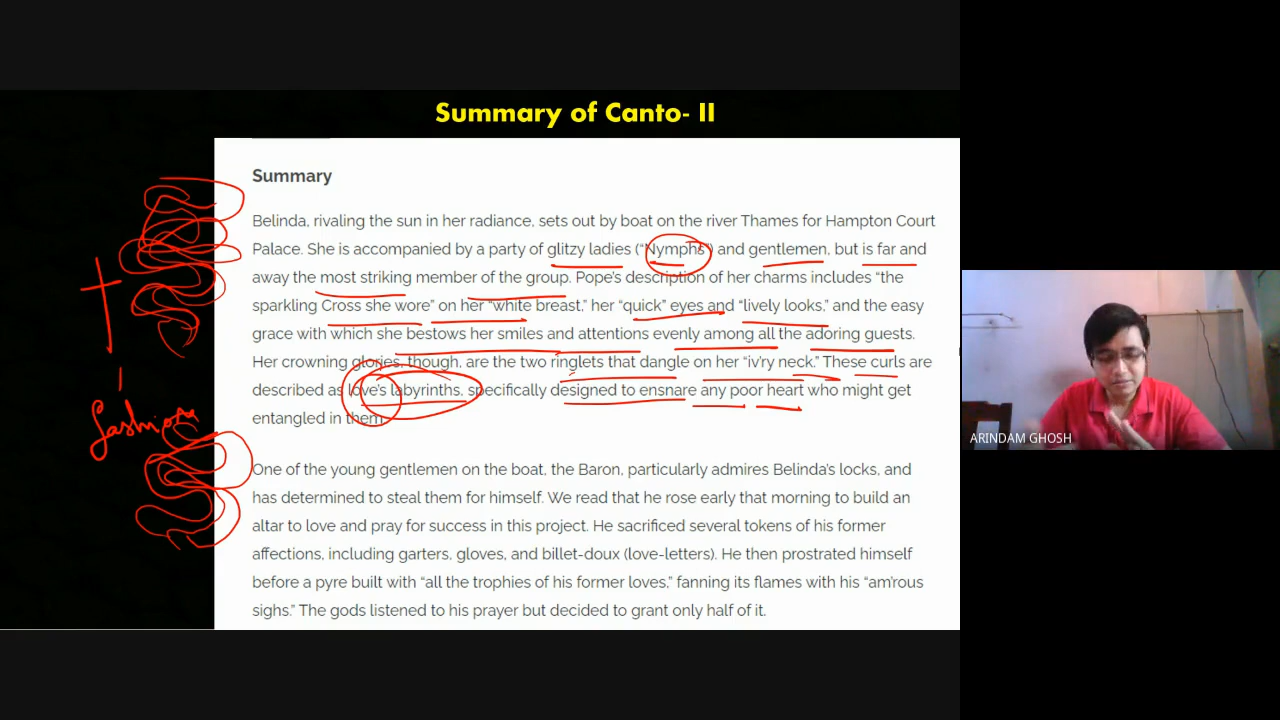 Summary of Canto- II
Summary
Belinda, rivaling the sun in her radiance, sets out by boat on the river Thames for Hampton Court
Palace. She is accompanied by a party of glitzy ladies (“Nymphs”) and gentlemen, but is far and
away the most striking member of the group. Pope's description of her charms includes “the
sparkling Cross she wore” on her “white breast,” her “quick” eyes and “lively looks,” and the easy
grace with which she bestows her smiles and attentions evenly among all the adoring guests.
Her crowning glories, though, are the two ringlets that dangle on her “iv'ry neck.” These curls are
described as love's labyrinths, specifically designed to ensnare any poor heart who might get
entangled in them.
fashion
One of the young gentlemen on the boat, the Baron, particularly admires Belinda's locks, and
has determined to steal them for himself. We read that he rose early that morning to build an
altar to love and pray for success in this project. He sacrificed several tokens of his former
affections, including garters, gloves, and billet-doux (love-letters). He then prostrated himself
before a pyre built with “all the trophies of his former loves,” fanning its flames with his “am'rous
sighs.” The gods listened to his prayer but decided to grant only half of it.
ARINDAM GHOSH